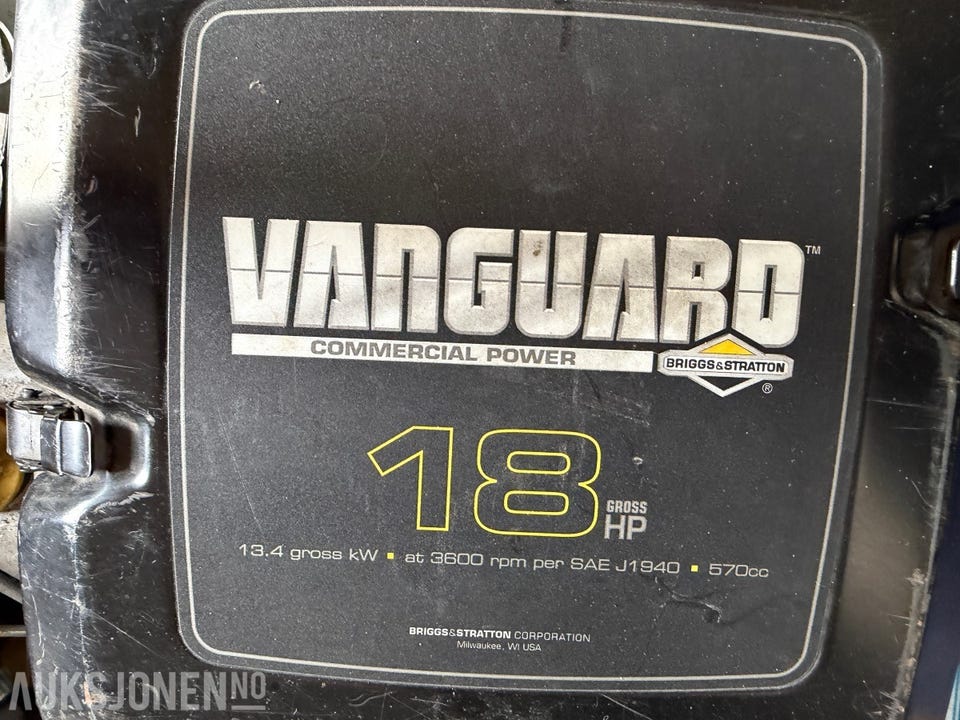 VANGUARD™
COMMERCIAL POWER
BRIGGS&STRATTON®
18 GROSS HP
13.4 gross kW ▪ at 3600 rpm per SAE J1940 ▪ 570cc
BRIGGS&STRATTON CORPORATION
Milwaukee, WI USA
AUKSJONEN.NO